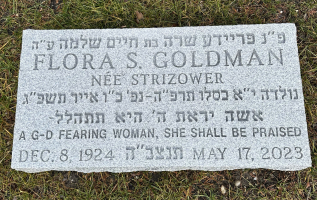 פ״נ פריידע שרה בת חיים שלמה ע״ה
FLORA S. GOLDMAN
NÉE STRIZOWER
נולדה י״א כסלו תרפ״ה-נפ׳ כ״ו אייר תשפ״ג
אשה יראת ה׳ היא תתהלל-
A G-D FEARING WOMAN, SHE SHALL BE PRAISED
DEC. 8, 1924 תנצב״ה MAY 17, 2023